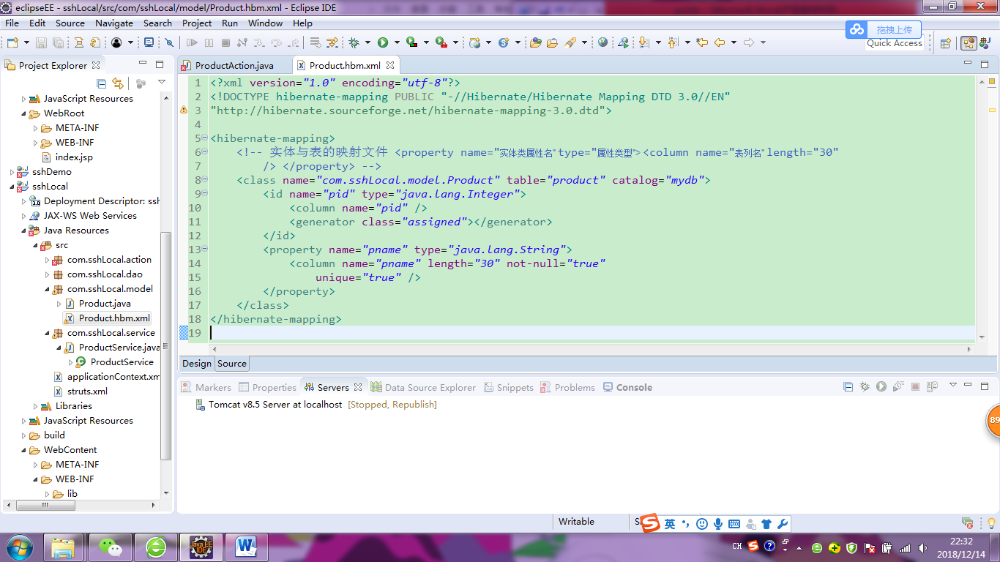 eclipseEE - sshLocal/src/com/sshLocal/model/Product.hbm.xml - Eclipse IDE
File Edit Source Navigate Search Project Run Window Help
拖拽上传
Quick Access
Project Explorer
ProductAction.java
Product.hbm.xml
JavaScript Resources
WebRoot
META-INF
WEB-INF
index.jsp
sshDemo
sshLocal
Deployment Descriptor: ssh
JAX-WS Web Services
Java Resources
src
com.sshLocal.action
com.sshLocal.dao
com.sshLocal.model
Product.java
Product.hbm.xml
com.sshLocal.service
ProductService.java
ProductService
applicationContext.xm
struts.xml
Libraries
JavaScript Resources
build
WebContent
META-INF
WEB-INF
lib
1 <?xml version="1.0" encoding="utf-8"?>
2 <!DOCTYPE hibernate-mapping PUBLIC "-//Hibernate/Hibernate Mapping DTD 3.0//EN"
3 "http://hibernate.sourceforge.net/hibernate-mapping-3.0.dtd">
4
5 <hibernate-mapping>
6 <!-- 实体与表的映射文件 <property name="实体类属性名" type="属性类型"><column name="表列名" length="30"
7 /> </property> -->
8 <class name="com.sshLocal.model.Product" table="product" catalog="mydb">
9 <id name="pid" type="java.lang.Integer">
10 <column name="pid" />
11 <generator class="assigned"></generator>
12 </id>
13 <property name="pname" type="java.lang.String">
14 <column name="pname" length="30" not-null="true"
15 unique="true" />
16 </property>
17 </class>
18 </hibernate-mapping>
19
Design Source
Markers Properties Servers Data Source Explorer Snippets Problems Console
Tomcat v8.5 Server at localhost [Stopped, Republish]
89
Writable
英
CH
22:32
2018/12/14